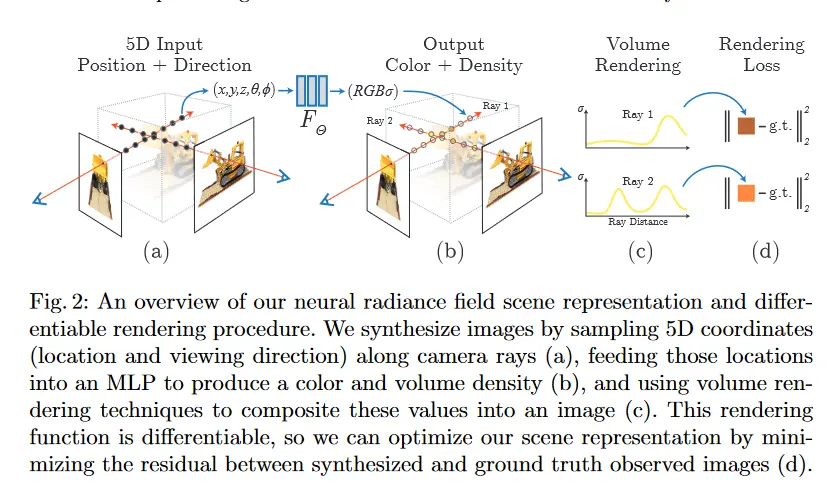 5D Input
Position + Direction
Output
Color + Density
Volume
Rendering
Rendering
Loss
(x,y,z,θ,ϕ)
F_Θ
(RGBσ)
Ray 1
Ray 2
σ
Ray 1
σ
Ray 2
Ray Distance
‖ – g.t. ‖₂²
‖ – g.t. ‖₂²
(a)
(b)
(c)
(d)
Fig. 2: An overview of our neural radiance field scene representation and differ-
entiable rendering procedure. We synthesize images by sampling 5D coordinates
(location and viewing direction) along camera rays (a), feeding those locations
into an MLP to produce a color and volume density (b), and using volume ren-
dering techniques to composite these values into an image (c). This rendering
function is differentiable, so we can optimize our scene representation by mini-
mizing the residual between synthesized and ground truth observed images (d).